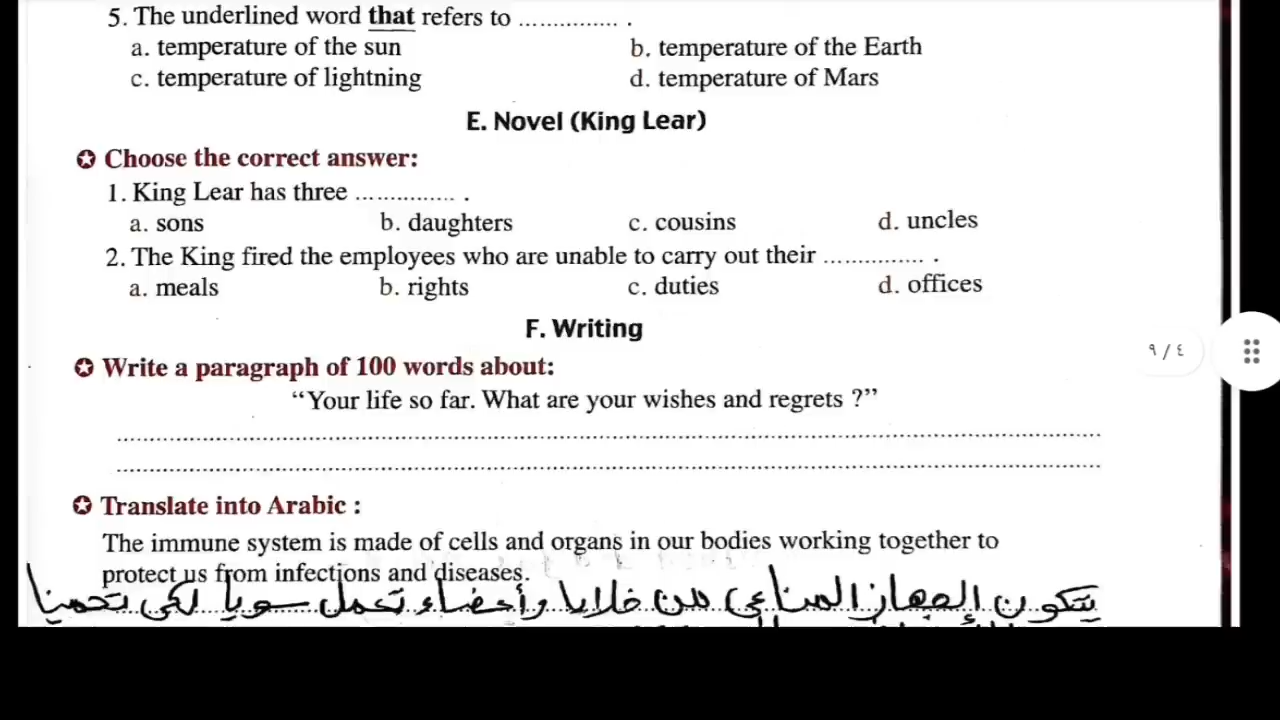 5. The underlined word that refers to ............... .
a. temperature of the sun b. temperature of the Earth
c. temperature of lightning d. temperature of Mars
E. Novel (King Lear)
Choose the correct answer:
1. King Lear has three ............... .
a. sons b. daughters c. cousins d. uncles
2. The King fired the employees who are unable to carry out their ............... .
a. meals b. rights c. duties d. offices
F. Writing
٩ / ٤
Write a paragraph of 100 words about:
“Your life so far. What are your wishes and regrets ?”
Translate into Arabic :
The immune system is made of cells and organs in our bodies working together to
protect us from infections and diseases.
يتكون الجهاز المناعي من خلايا وأعضاء تعمل سويا لكى تحمينا